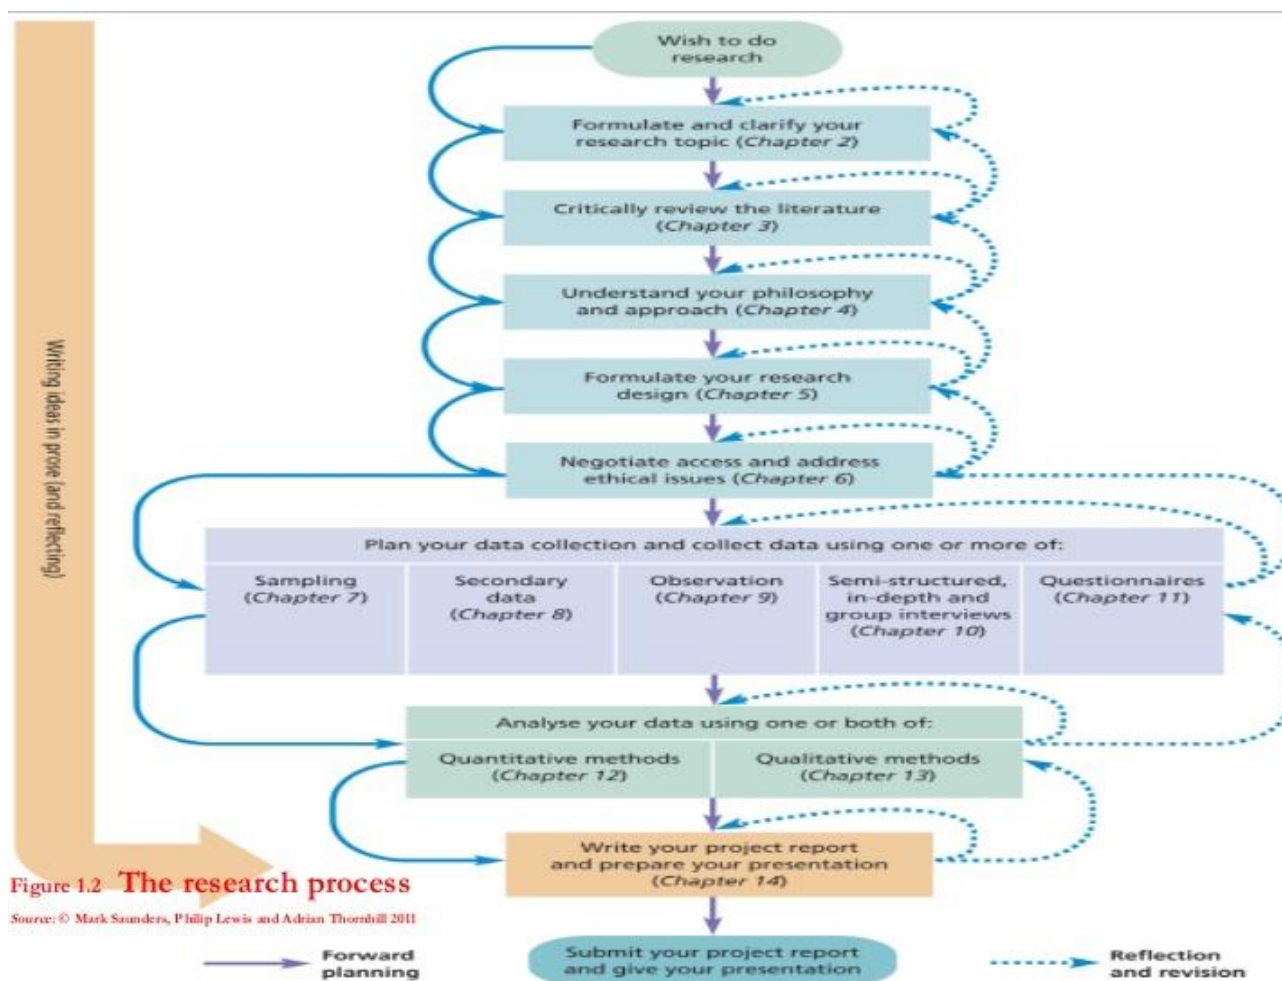 Wish to do
research
Formulate and clarify your
research topic (Chapter 2)
Critically review the literature
(Chapter 3)
Understand your philosophy
and approach (Chapter 4)
Formulate your research
design (Chapter 5)
Negotiate access and address
ethical issues (Chapter 6)
Plan your data collection and collect data using one or more of:
Sampling
(Chapter 7)
Secondary
data
(Chapter 8)
Observation
(Chapter 9)
Semi-structured,
in-depth and
group interviews
(Chapter 10)
Questionnaires
(Chapter 11)
Analyse your data using one or both of:
Quantitative methods
(Chapter 12)
Qualitative methods
(Chapter 13)
Write your project report
and prepare your presentation
(Chapter 14)
Submit your project report
and give your presentation
Writing ideas in prose (and reflecting)
Figure 1.2 The research process
Source: © Mark Saunders, Philip Lewis and Adrian Thornhill 2011
Forward
planning
Reflection
and revision